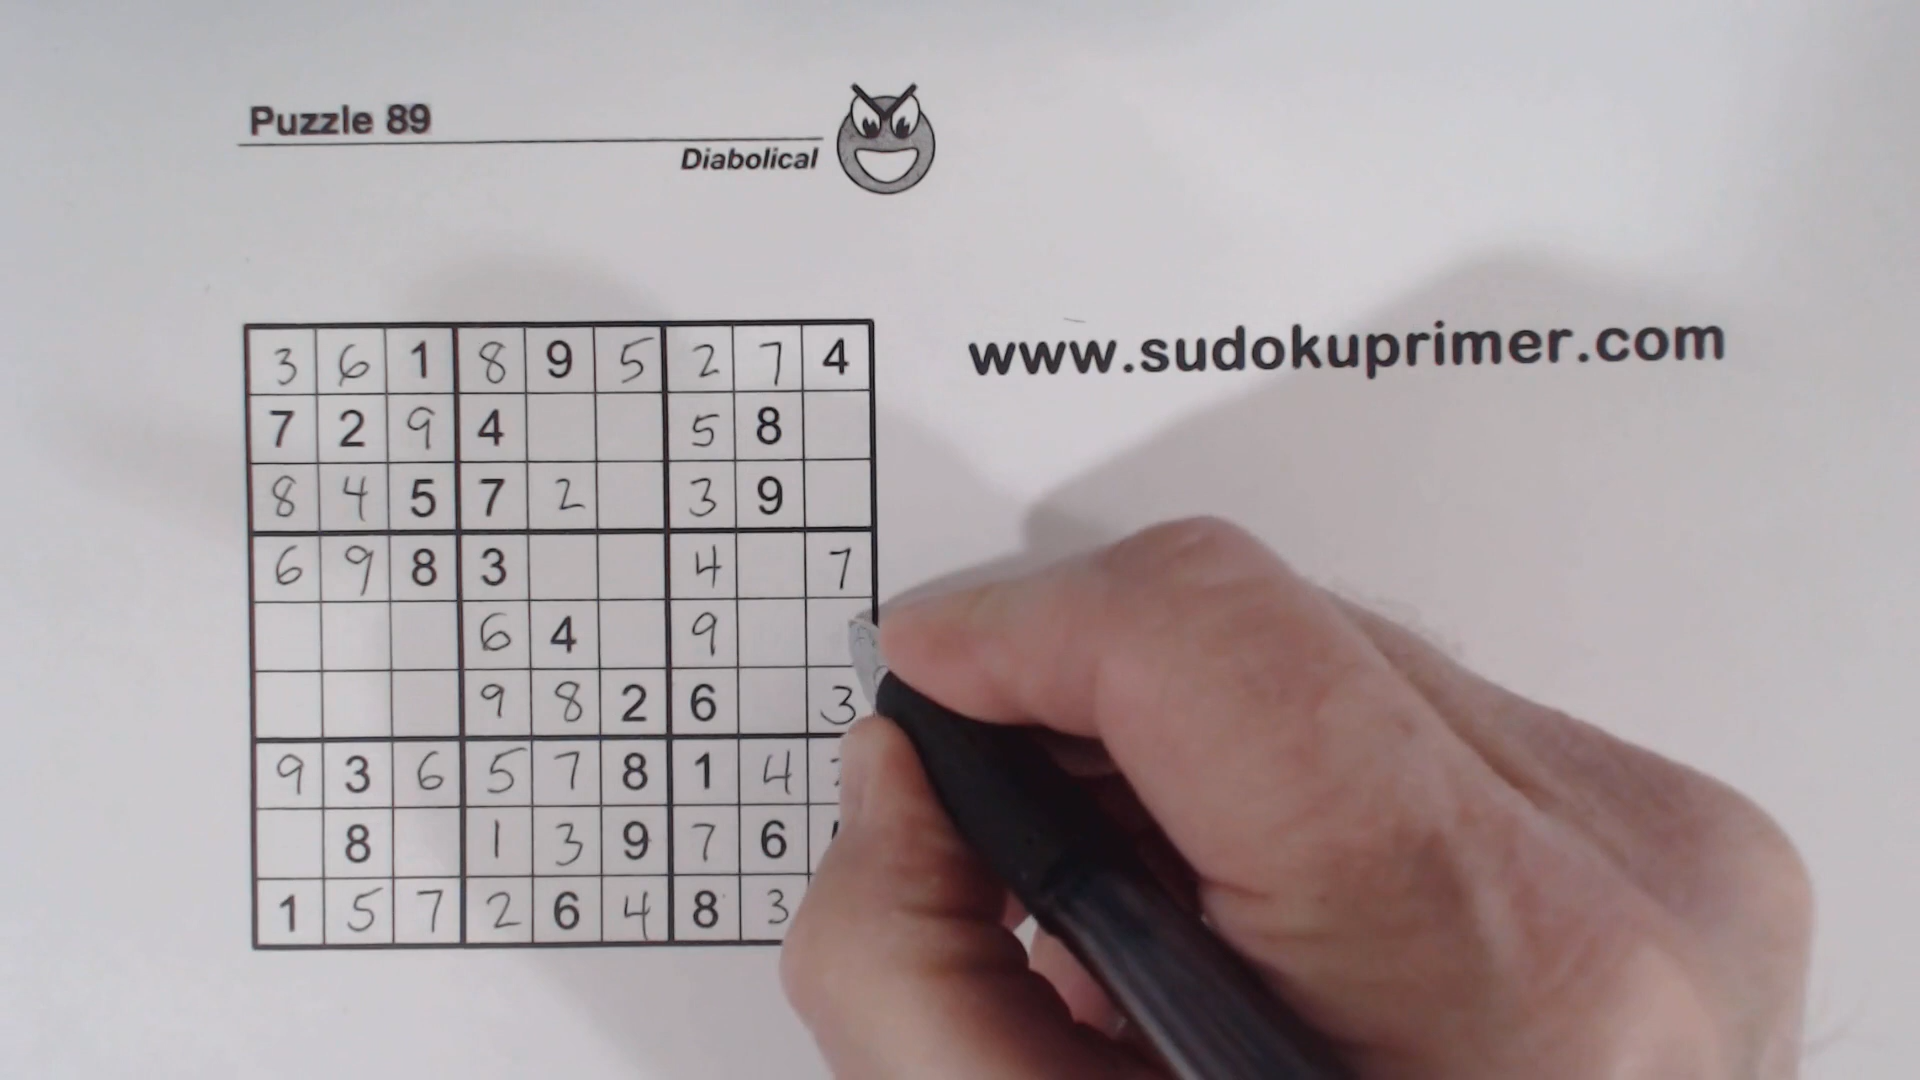 Puzzle 89
Diabolical
www.sudokuprimer.com
3 6 1 8 9 5 2 7 4
7 2 9 4 5 8
8 4 5 7 2 3 9
6 9 8 3 4 7
6 4 9
9 8 2 6 3
9 3 6 5 7 8 1 4
8 1 3 9 7 6
1 5 7 2 6 4 8 3